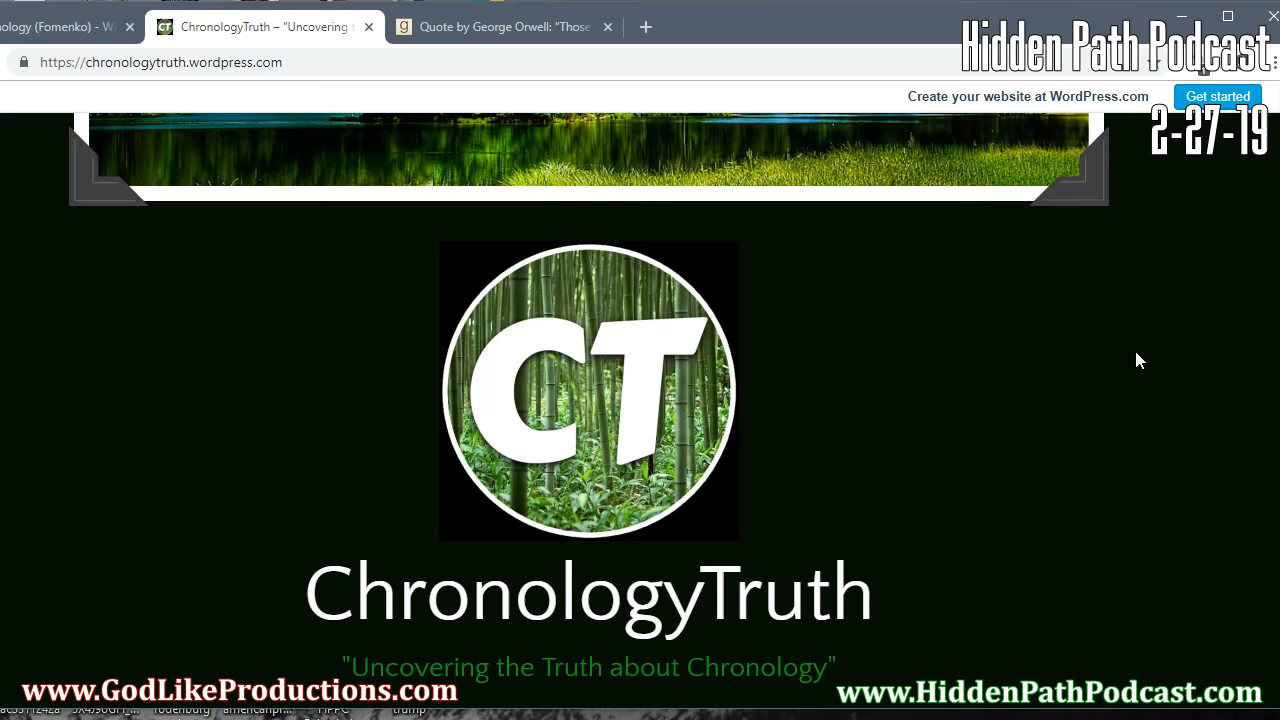 nology (Fomenko) - W
ChronologyTruth – "Uncovering t
Quote by George Orwell: "Those
Hidden Path Podcast
https://chronologytruth.wordpress.com
Create your website at WordPress.com
Get started
2-27-19
CT
ChronologyTruth
"Uncovering the Truth about Chronology"
www.GodLikeProductions.com
www.HiddenPathPodcast.com
trump